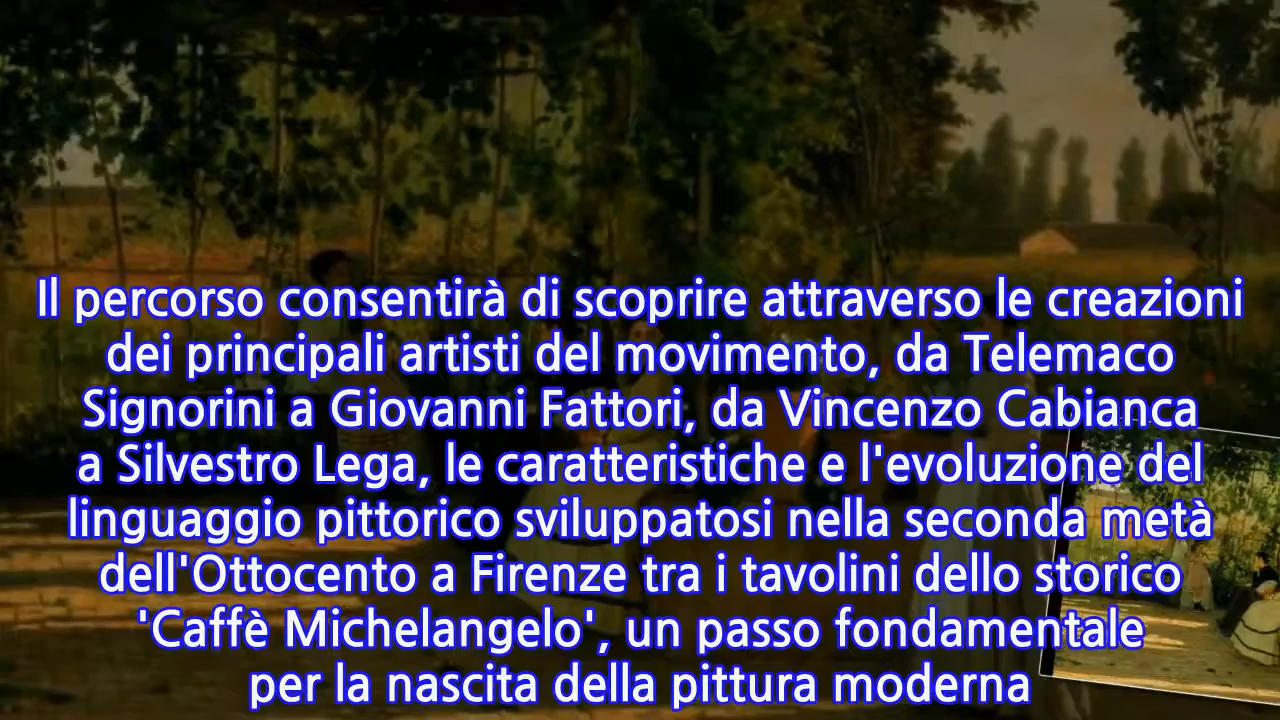 Il percorso consentirà di scoprire attraverso le creazioni
dei principali artisti del movimento, da Telemaco
Signorini a Giovanni Fattori, da Vincenzo Cabianca
a Silvestro Lega, le caratteristiche e l'evoluzione del
linguaggio pittorico sviluppatosi nella seconda metà
dell'Ottocento a Firenze tra i tavolini dello storico
'Caffè Michelangelo', un passo fondamentale
per la nascita della pittura moderna